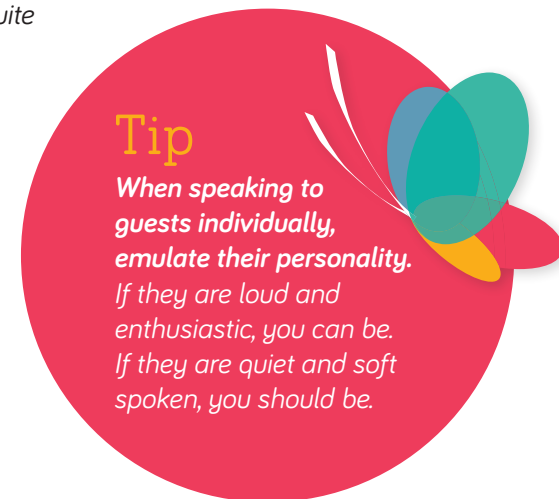 Tip
When speaking to
guests individually,
emulate their personality.
If they are loud and
enthusiastic, you can be.
If they are quiet and soft
spoken, you should be.